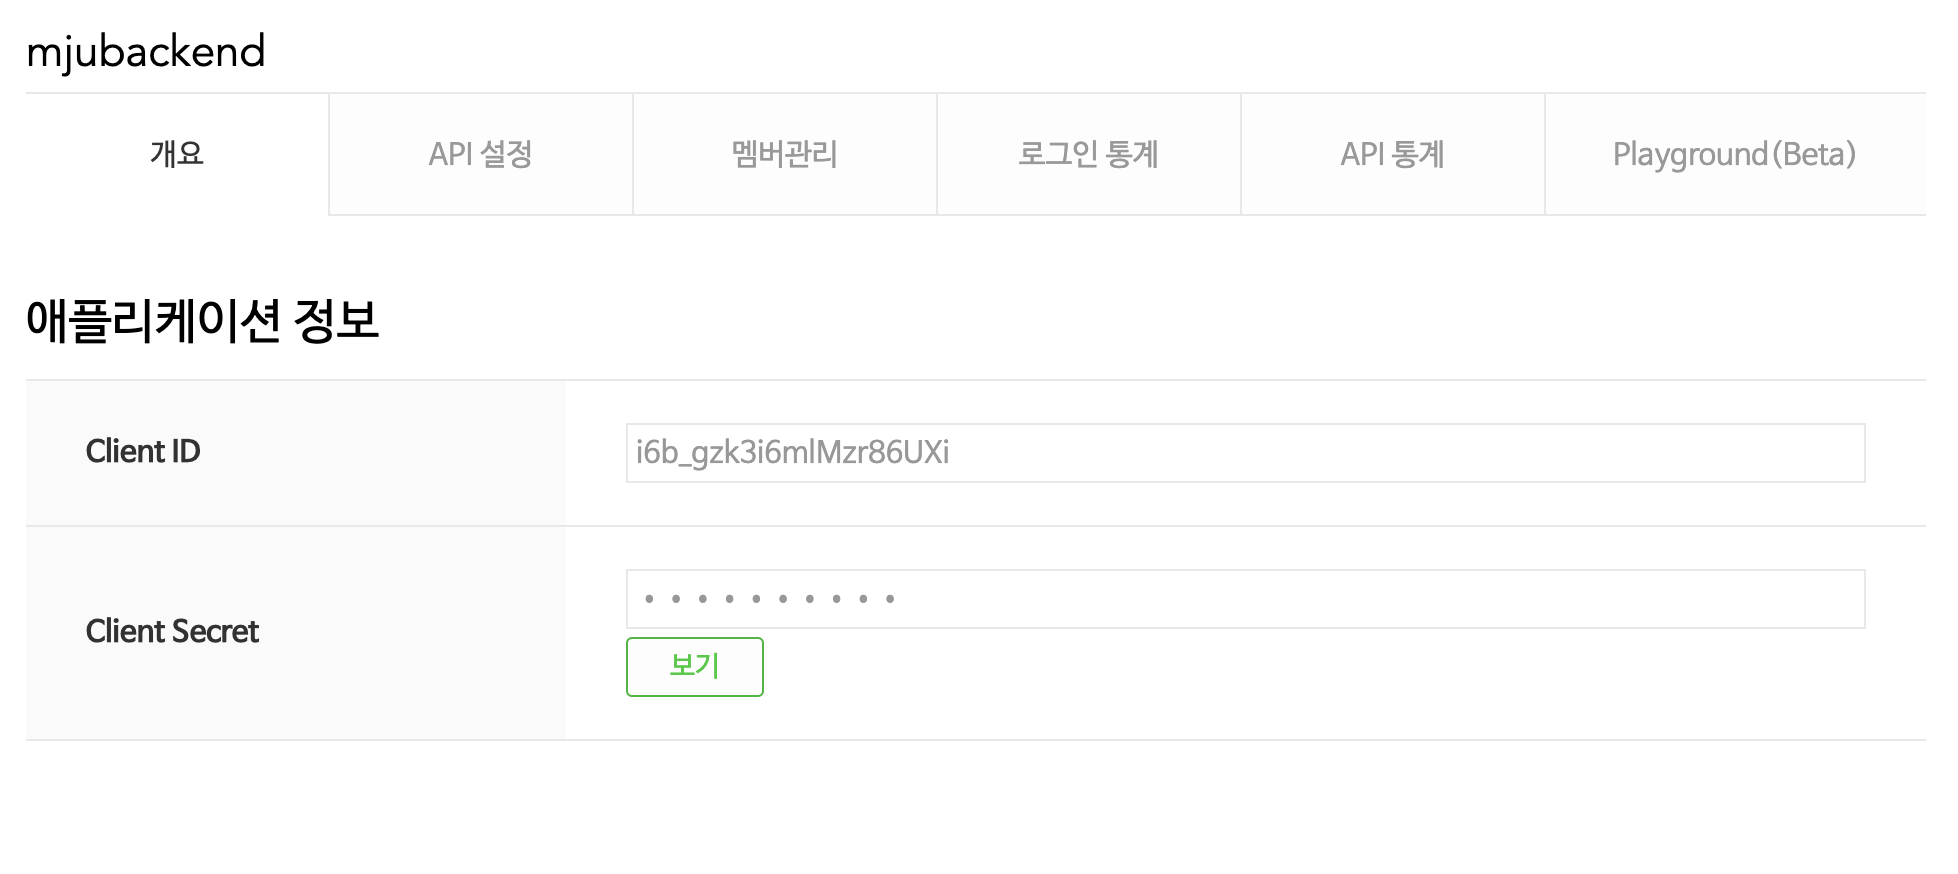 mjubackend
개요 API 설정 멤버관리 로그인 통계 API 통계 Playground(Beta)
애플리케이션 정보
Client ID i6b_gzk3i6mlMzr86UXi
Client Secret ••••••••••
보기